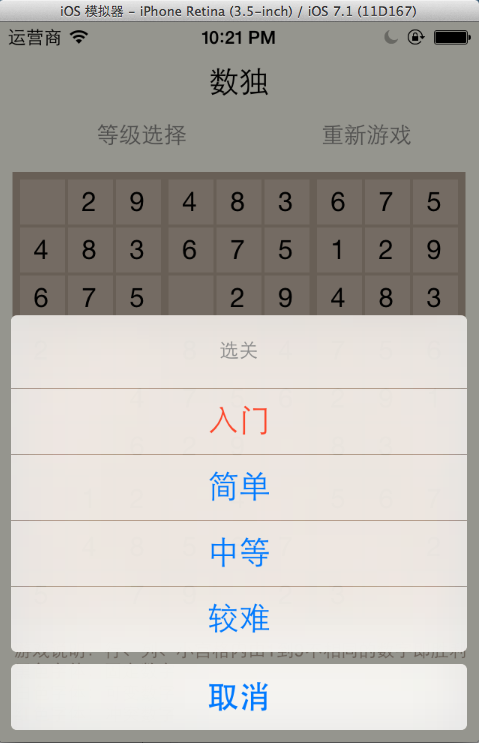 iOS 模拟器 - iPhone Retina (3.5-inch) / iOS 7.1 (11D167)
运营商 10:21 PM
数独
等级选择 重新游戏
2 9 4 8 3 6 7 5
4 8 3 6 7 5 1 2 9
6 7 5 2 9 4 8 3
选关
入门
简单
中等
较难
取消